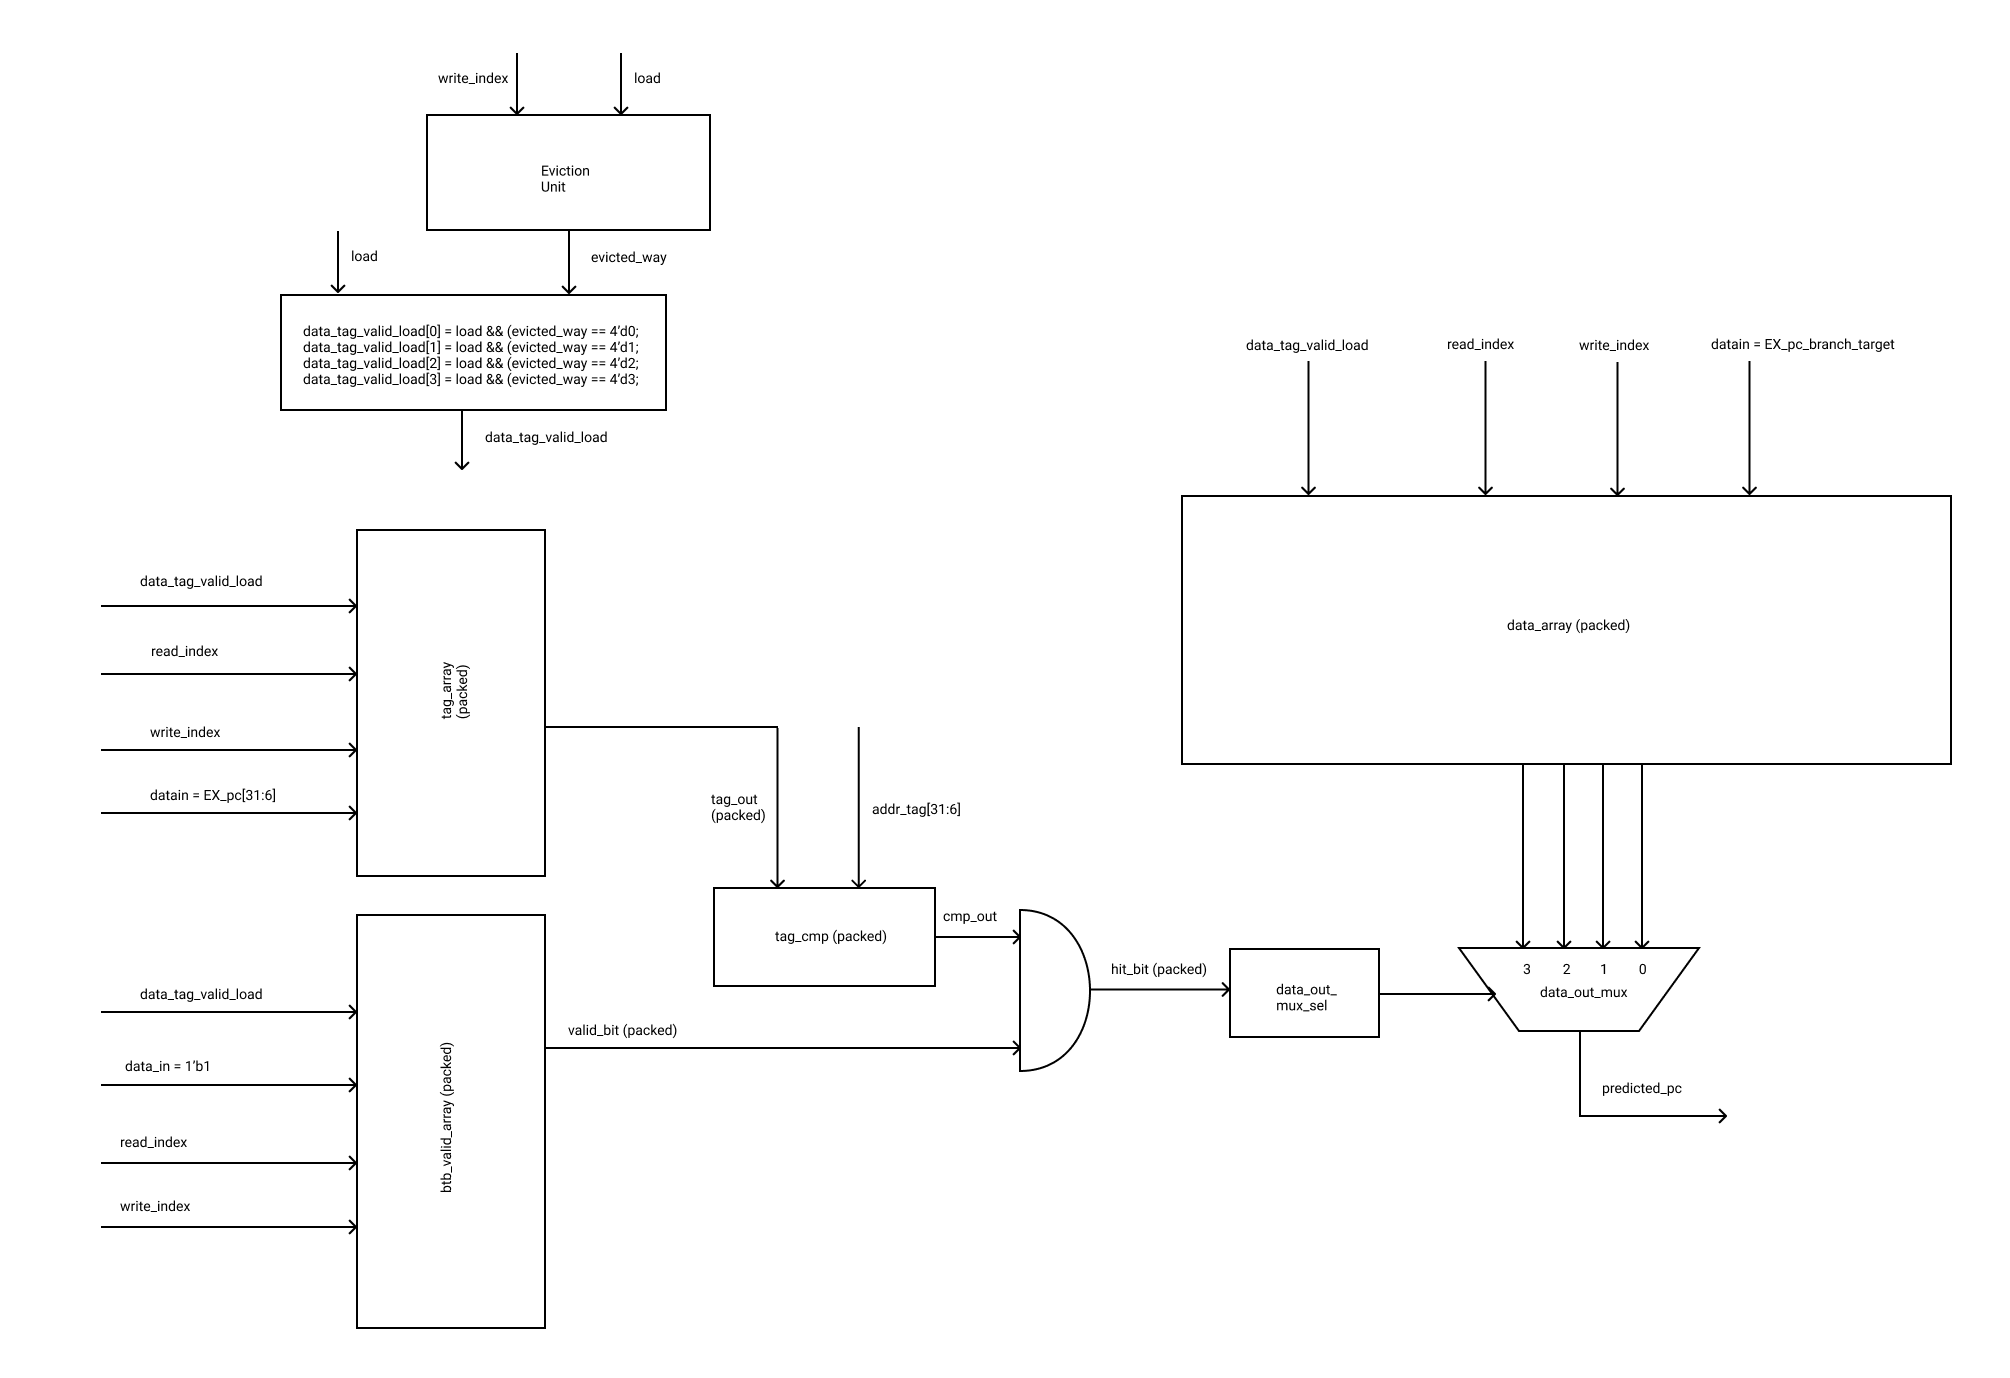 write_index
load
Eviction
Unit
load
evicted_way
data_tag_valid_load[0] = load && (evicted_way == 4’d0;
data_tag_valid_load[1] = load && (evicted_way == 4’d1;
data_tag_valid_load[2] = load && (evicted_way == 4’d2;
data_tag_valid_load[3] = load && (evicted_way == 4’d3;
data_tag_valid_load
data_tag_valid_load
read_index
write_index
datain = EX_pc_branch_target
data_array (packed)
data_tag_valid_load
read_index
write_index
datain = EX_pc[31:6]
tag_array
(packed)
tag_out
(packed)
addr_tag[31:6]
tag_cmp (packed)
cmp_out
data_tag_valid_load
data_in = 1’b1
read_index
write_index
btb_valid_array (packed)
valid_bit (packed)
hit_bit (packed)
data_out_
mux_sel
3 2 1 0
data_out_mux
predicted_pc